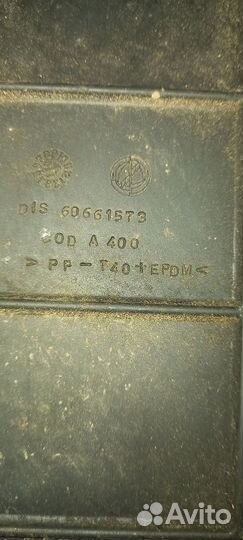 DIS 60661573
COD A 400
> PP - T40 + EPDM <
Avito